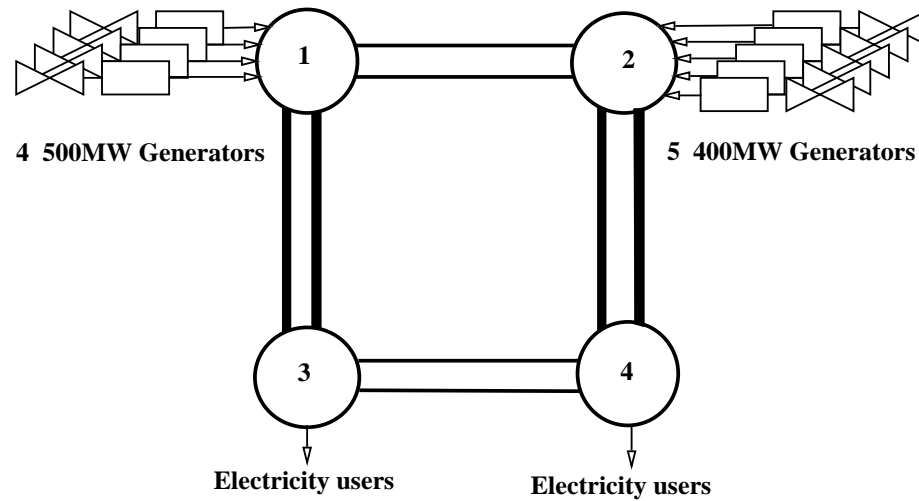 1
2
4 500MW Generators
5 400MW Generators
3
4
Electricity users
Electricity users